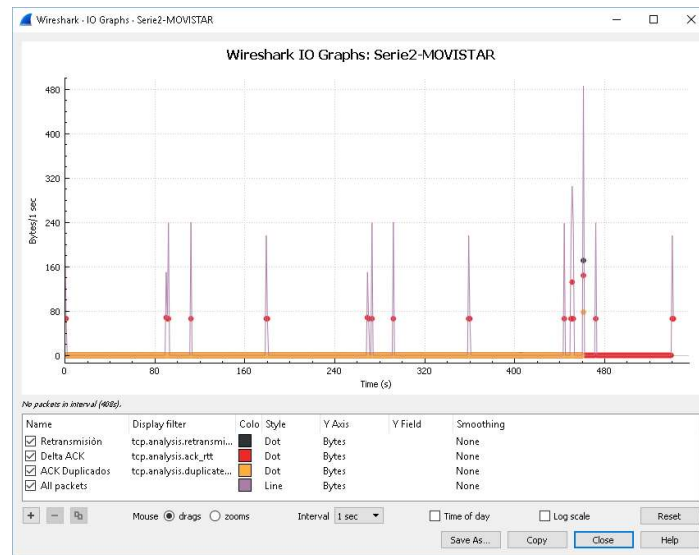 Wireshark · IO Graphs · Serie2-MOVISTAR
Wireshark IO Graphs: Serie2-MOVISTAR
480
400
320
240
160
80
0
Bytes/1 sec
0 80 160 240 320 400 480
Time (s)
No packets in interval (408s).
Name Display filter Colo Style Y Axis Y Field Smoothing
Retransmisiòn tcp.analysis.retransmi... Dot Bytes None
Delta ACK tcp.analysis.ack_rtt Dot Bytes None
ACK Duplicados tcp.analysis.duplicate... Dot Bytes None
All packets Line Bytes None
+ − Mouse drags zooms Interval 1 sec Time of day Log scale Reset
Save As... Copy Close Help